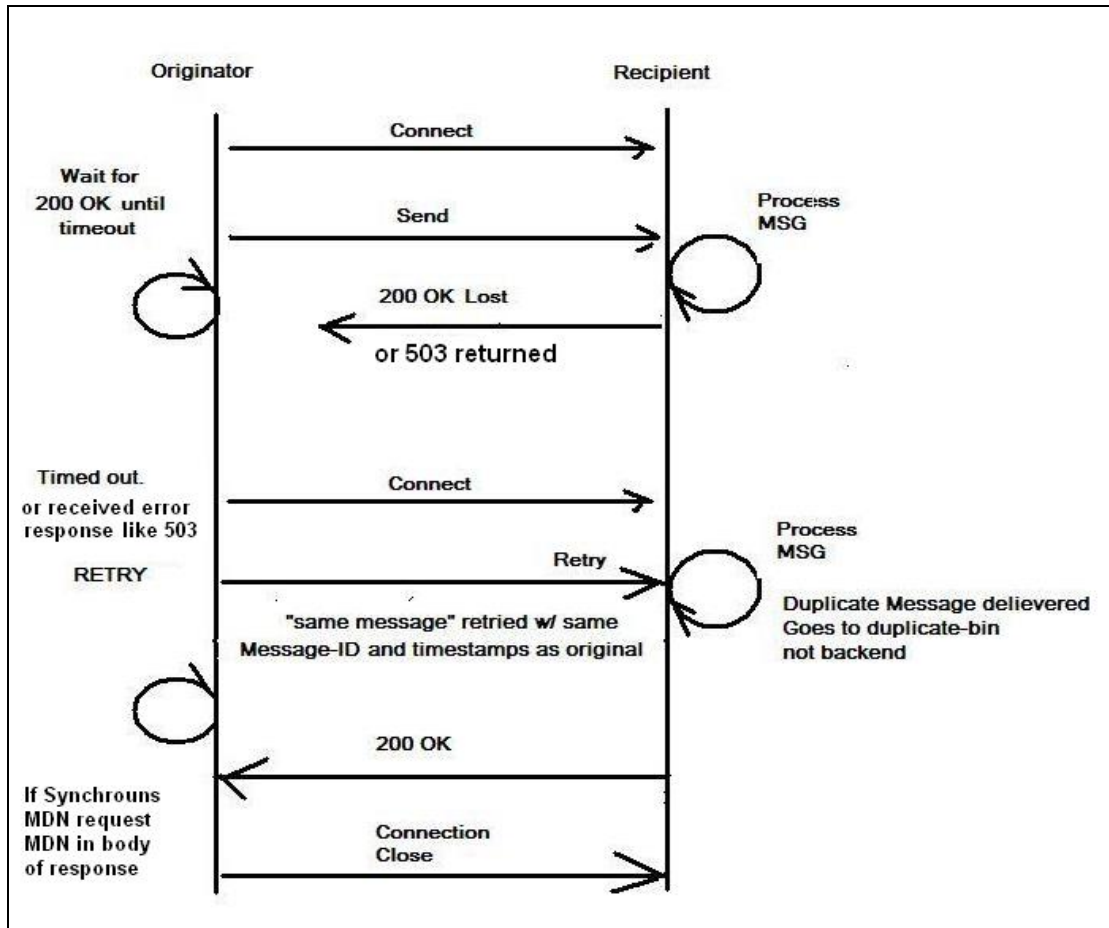 Originator
Recipient
Connect
Wait for
200 OK until
timeout
Send
Process
MSG
200 OK Lost
or 503 returned
Timed out.
or received error
response like 503
RETRY
Connect
Retry
Process
MSG
"same message" retried w/ same
Message-ID and timestamps as original
Duplicate Message delievered
Goes to duplicate-bin
not backend
200 OK
If Synchrouns
MDN request
MDN in body
of response
Connection
Close